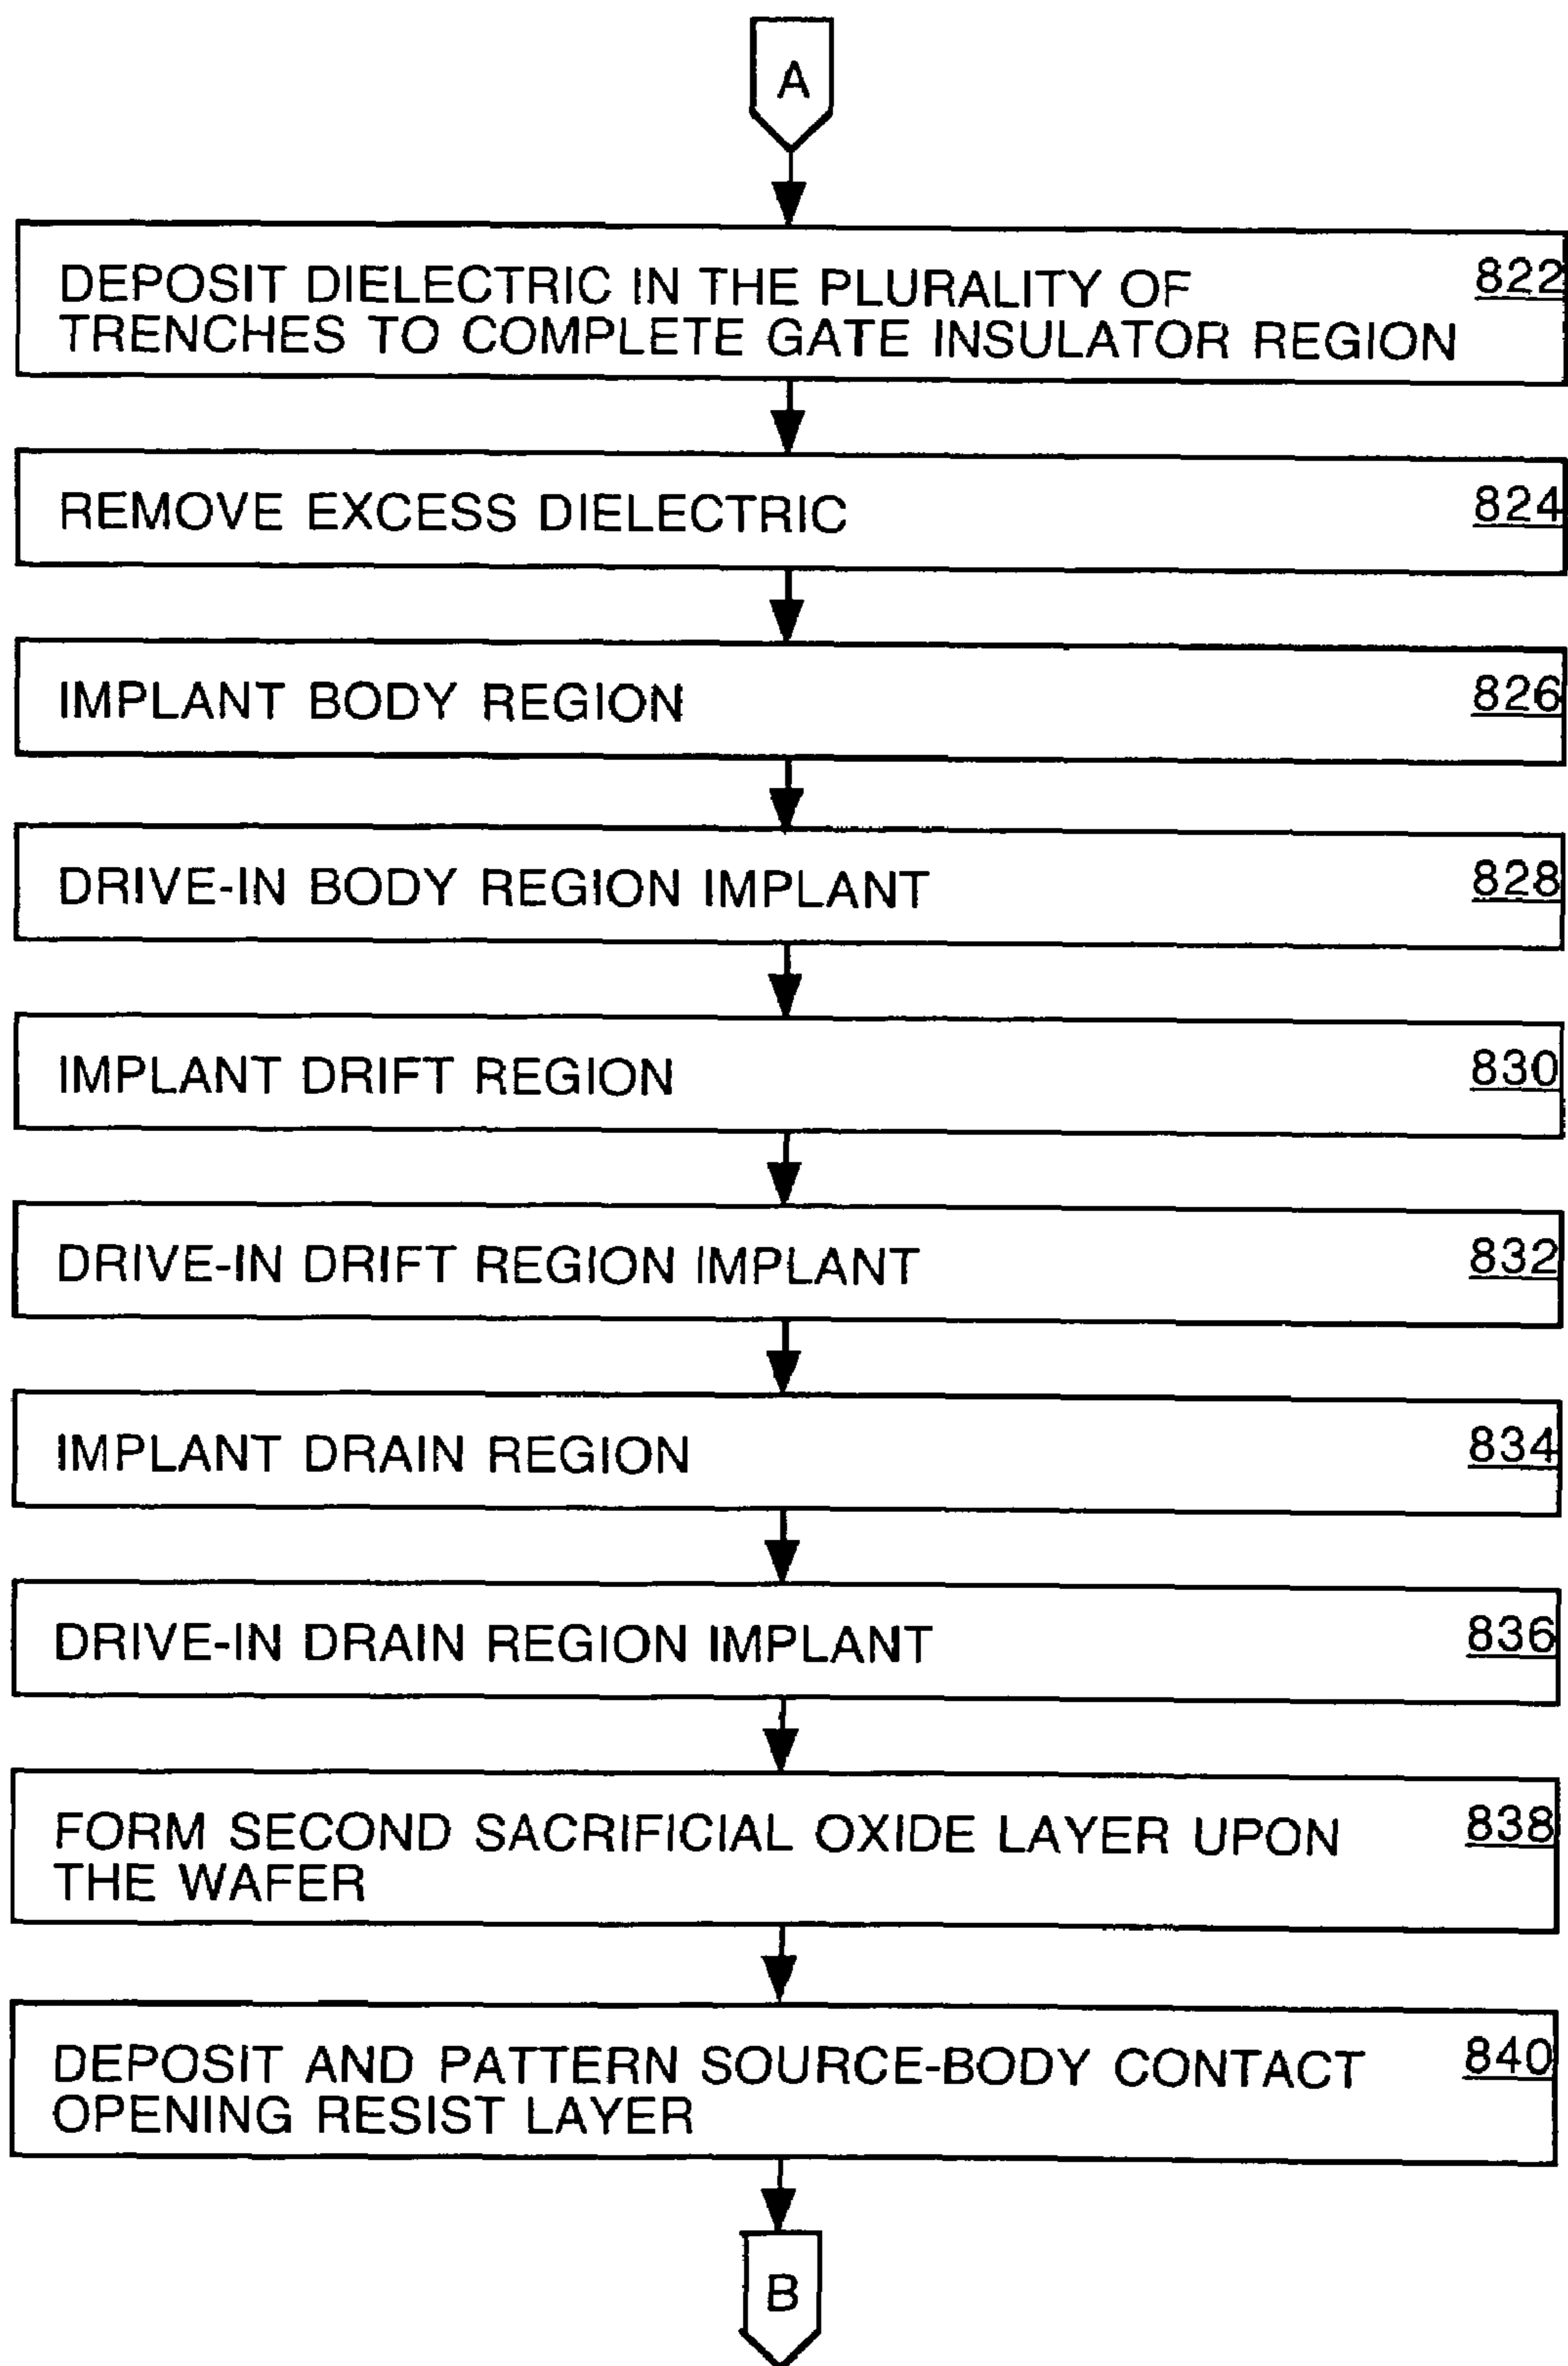 A
DEPOSIT DIELECTRIC IN THE PLURALITY OF 822
TRENCHES TO COMPLETE GATE INSULATOR REGION
REMOVE EXCESS DIELECTRIC 824
IMPLANT BODY REGION 826
DRIVE-IN BODY REGION IMPLANT 828
IMPLANT DRIFT REGION 830
DRIVE-IN DRIFT REGION IMPLANT 832
IMPLANT DRAIN REGION 834
DRIVE-IN DRAIN REGION IMPLANT 836
FORM SECOND SACRIFICIAL OXIDE LAYER UPON 838
THE WAFER
DEPOSIT AND PATTERN SOURCE-BODY CONTACT 840
OPENING RESIST LAYER
B